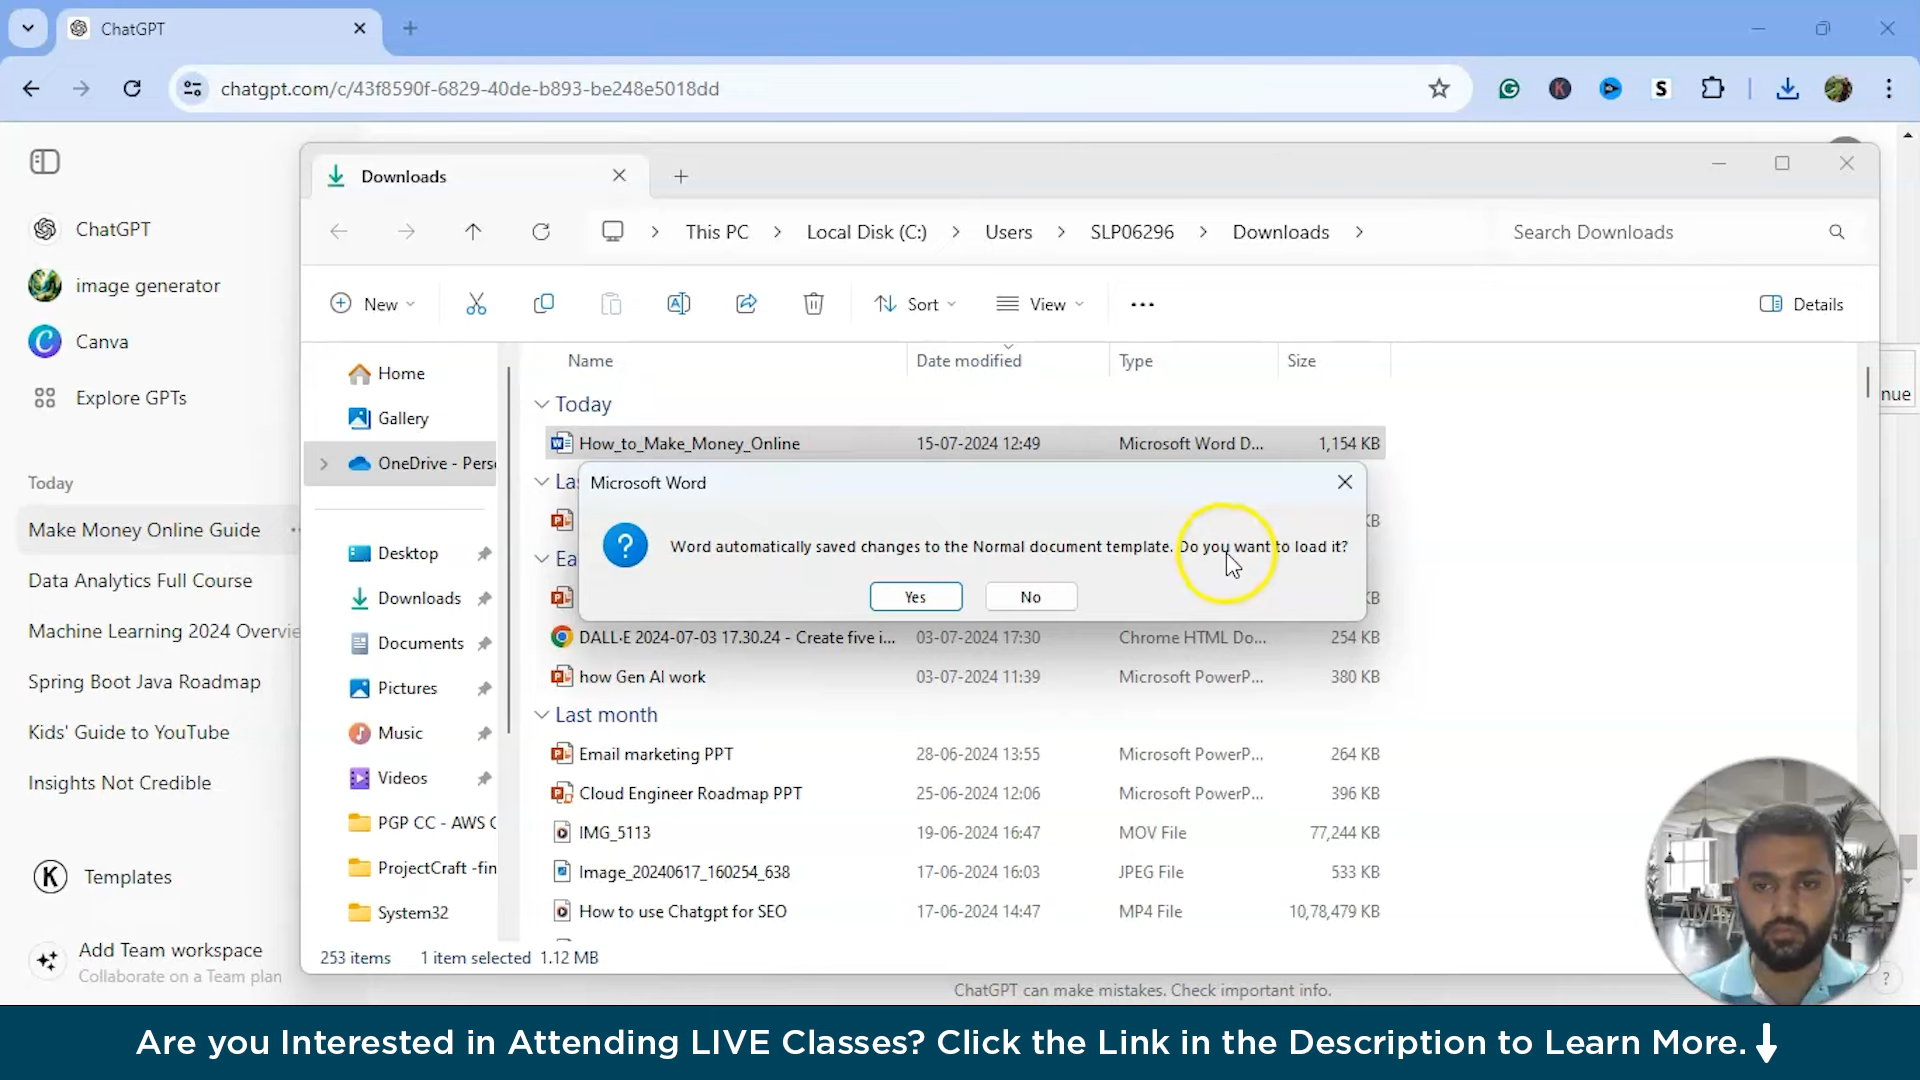 ChatGPT
chatgpt.com/c/43f8590f-6829-40de-b893-be248e5018dd
ChatGPT
image generator
Canva
Explore GPTs
Today
Make Money Online Guide
Data Analytics Full Course
Machine Learning 2024 Overvie
Spring Boot Java Roadmap
Kids' Guide to YouTube
Insights Not Credible
Templates
Add Team workspace
Collaborate on a Team plan
Downloads
This PC > Local Disk (C:) > Users > SLP06296 > Downloads >
Search Downloads
New
Sort
View
Details
Home
Gallery
OneDrive - Pers
Desktop
Downloads
Documents
Pictures
Music
Videos
PGP CC - AWS C
ProjectCraft -fin
System32
Name Date modified Type Size
Today
How_to_Make_Money_Online 15-07-2024 12:49 Microsoft Word D... 1,154 KB
Las
KB
Ea
KB
Microsoft Word
Word automatically saved changes to the Normal document template. Do you want to load it?
Yes No
DALL·E 2024-07-03 17.30.24 - Create five i... 03-07-2024 17:30 Chrome HTML Do... 254 KB
how Gen AI work 03-07-2024 11:39 Microsoft PowerP... 380 KB
Last month
Email marketing PPT 28-06-2024 13:55 Microsoft PowerP... 264 KB
Cloud Engineer Roadmap PPT 25-06-2024 12:06 Microsoft PowerP... 396 KB
IMG_5113 19-06-2024 16:47 MOV File 77,244 KB
Image_20240617_160254_638 17-06-2024 16:03 JPEG File 533 KB
How to use Chatgpt for SEO 17-06-2024 14:47 MP4 File 10,78,479 KB
253 items 1 item selected 1.12 MB
nue
ChatGPT can make mistakes. Check important info.
?
Are you Interested in Attending LIVE Classes? Click the Link in the Description to Learn More.